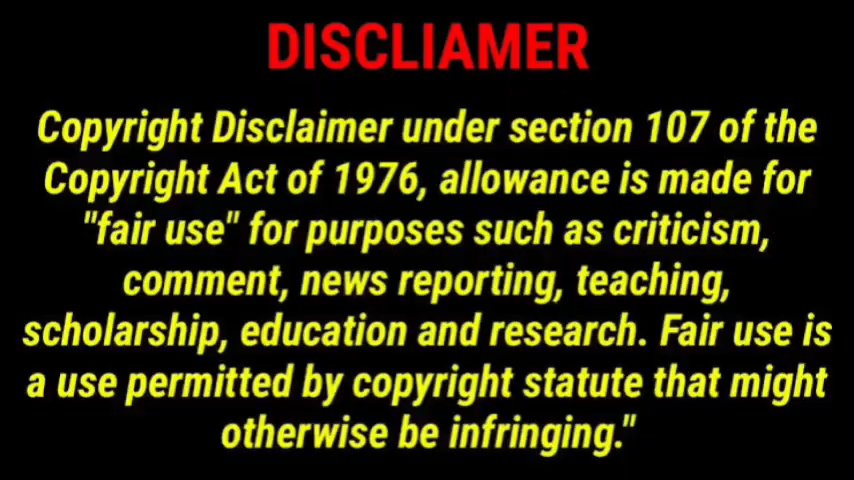 DISCLIAMER
Copyright Disclaimer under section 107 of the
Copyright Act of 1976, allowance is made for
"fair use" for purposes such as criticism,
comment, news reporting, teaching,
scholarship, education and research. Fair use is
a use permitted by copyright statute that might
otherwise be infringing."